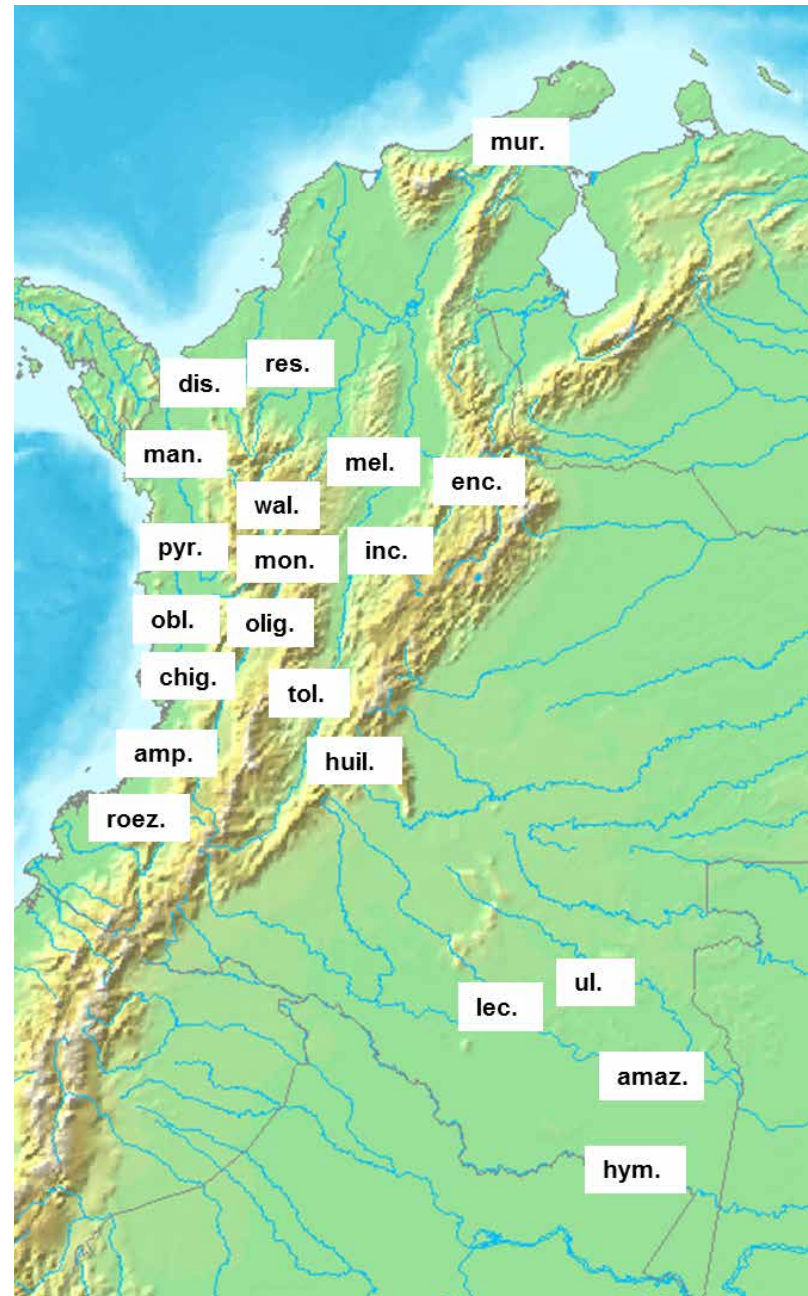 mur.
res.
dis.
man.
mel.
enc.
wal.
pyr.
mon.
inc.
obl.
olig.
chig.
tol.
amp.
huil.
roez.
ul.
lec.
amaz.
hym.